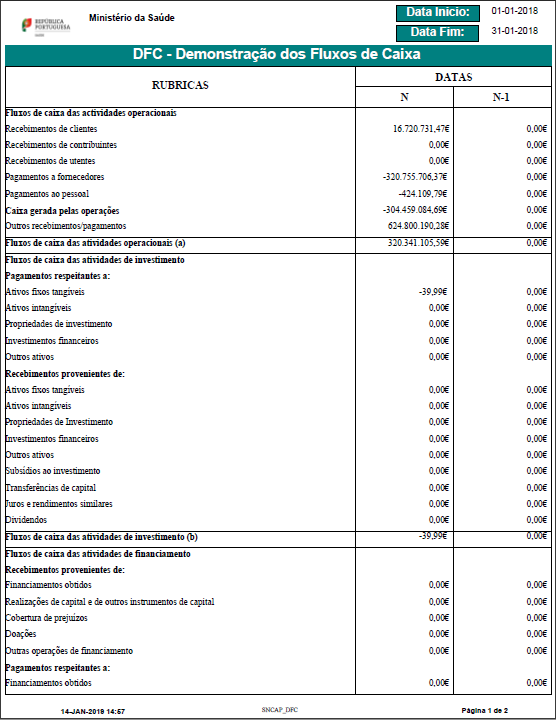 REPÚBLICA
PORTUGUESA
Ministério da Saúde
Data Início: 01-01-2018
Data Fim: 31-01-2018
DFC - Demonstração dos Fluxos de Caixa
RUBRICAS DATAS
N N-1
Fluxos de caixa das actividades operacionais
Recebimentos de clientes 16.720.731,47€ 0,00€
Recebimentos de contribuintes 0,00€ 0,00€
Recebimentos de utentes 0,00€ 0,00€
Pagamentos a fornecedores -320.755.706,37€ 0,00€
Pagamentos ao pessoal -424.109,79€ 0,00€
Caixa gerada pelas operações -304.459.084,69€ 0,00€
Outros recebimentos/pagamentos 624.800.190,28€ 0,00€
Fluxos de caixa das atividades operacionais (a) 320.341.105,59€ 0,00€
Fluxos de caixa das atividades de investimento
Pagamentos respeitantes a:
Ativos fixos tangíveis -39,99€ 0,00€
Ativos intangíveis 0,00€ 0,00€
Propriedades de investimento 0,00€ 0,00€
Investimentos financeiros 0,00€ 0,00€
Outros ativos 0,00€ 0,00€
Recebimentos provenientes de:
Ativos fixos tangíveis 0,00€ 0,00€
Ativos intangíveis 0,00€ 0,00€
Propriedades de Investimento 0,00€ 0,00€
Investimentos financeiros 0,00€ 0,00€
Outros ativos 0,00€ 0,00€
Subsídios ao investimento 0,00€ 0,00€
Transferências de capital 0,00€ 0,00€
Juros e rendimentos similares 0,00€ 0,00€
Dividendos 0,00€ 0,00€
Fluxos de caixa das atividades de investimento (b) -39,99€ 0,00€
Fluxos de caixa das atividades de financiamento
Recebimentos provenientes de:
Financiamentos obtidos 0,00€ 0,00€
Realizações de capital e de outros instrumentos de capital 0,00€ 0,00€
Cobertura de prejuízos 0,00€ 0,00€
Doações 0,00€ 0,00€
Outras operações de financiamento 0,00€ 0,00€
Pagamentos respeitantes a:
Financiamentos obtidos 0,00€ 0,00€
14-JAN-2019 14:57 SNCAP_DFC Página 1 de 2